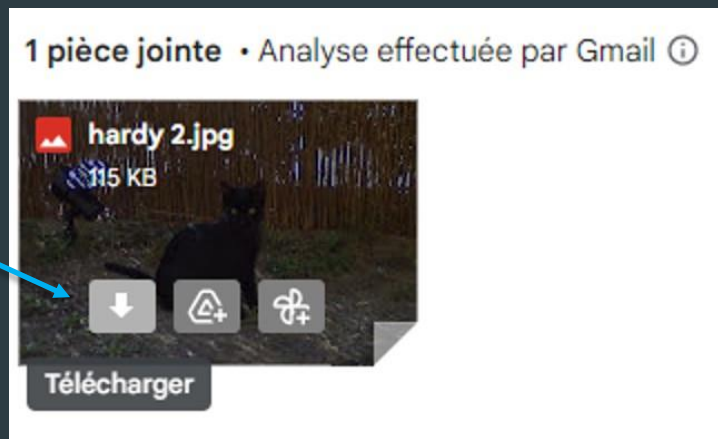 1 pièce jointe • Analyse effectuée par Gmail
hardy 2.jpg
115 KB
Télécharger